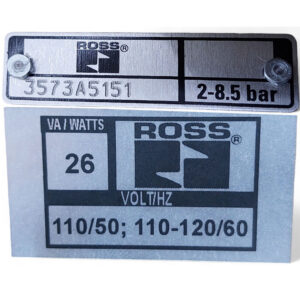 ROSS®
3573A5151
2-8.5 bar
VA / WATTS
26
ROSS®
VOLT/HZ
110/50; 110-120/60